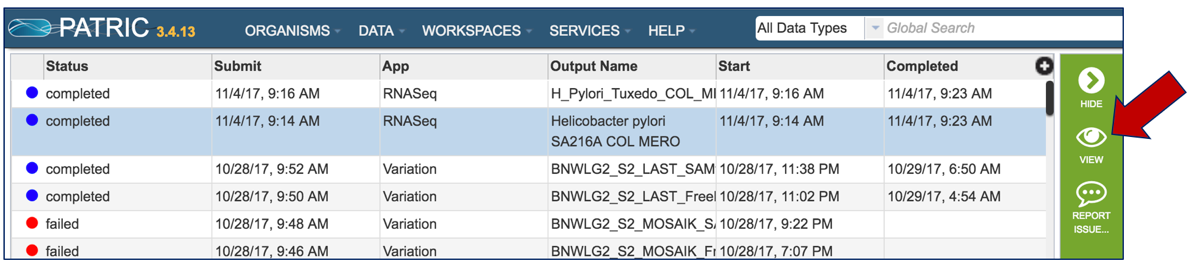 PATRIC 3.4.13 ORGANISMS DATA WORKSPACES SERVICES HELP All Data Types Global Search
Status Submit App Output Name Start Completed
completed 11/4/17, 9:16 AM RNASeq H_Pylori_Tuxedo_COL_MI 11/4/17, 9:16 AM 11/4/17, 9:23 AM
completed 11/4/17, 9:14 AM RNASeq Helicobacter pylori 11/4/17, 9:14 AM 11/4/17, 9:23 AM
SA216A COL MERO
completed 10/28/17, 9:52 AM Variation BNWLG2_S2_LAST_SAM 10/28/17, 11:38 PM 10/29/17, 6:50 AM
completed 10/28/17, 9:50 AM Variation BNWLG2_S2_LAST_Freel 10/28/17, 11:02 PM 10/29/17, 4:54 AM
failed 10/28/17, 9:48 AM Variation BNWLG2_S2_MOSAIK_SA 10/28/17, 9:22 PM
failed 10/28/17, 9:46 AM Variation BNWLG2_S2_MOSAIK_Fr 10/28/17, 7:07 PM
HIDE
VIEW
REPORT
ISSUE...